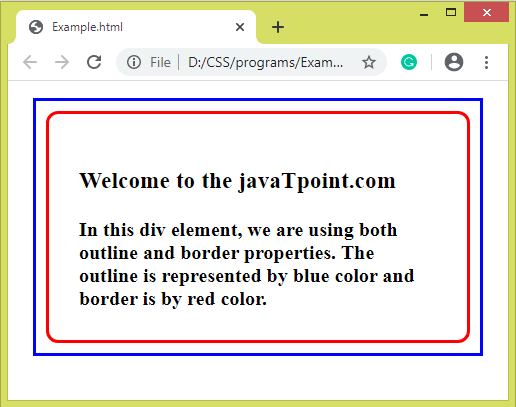 Example.html
File
D:/CSS/programs/Exam...
Welcome to the javaTpoint.com
In this div element, we are using both
outline and border properties. The
outline is represented by blue color and
border is by red color.